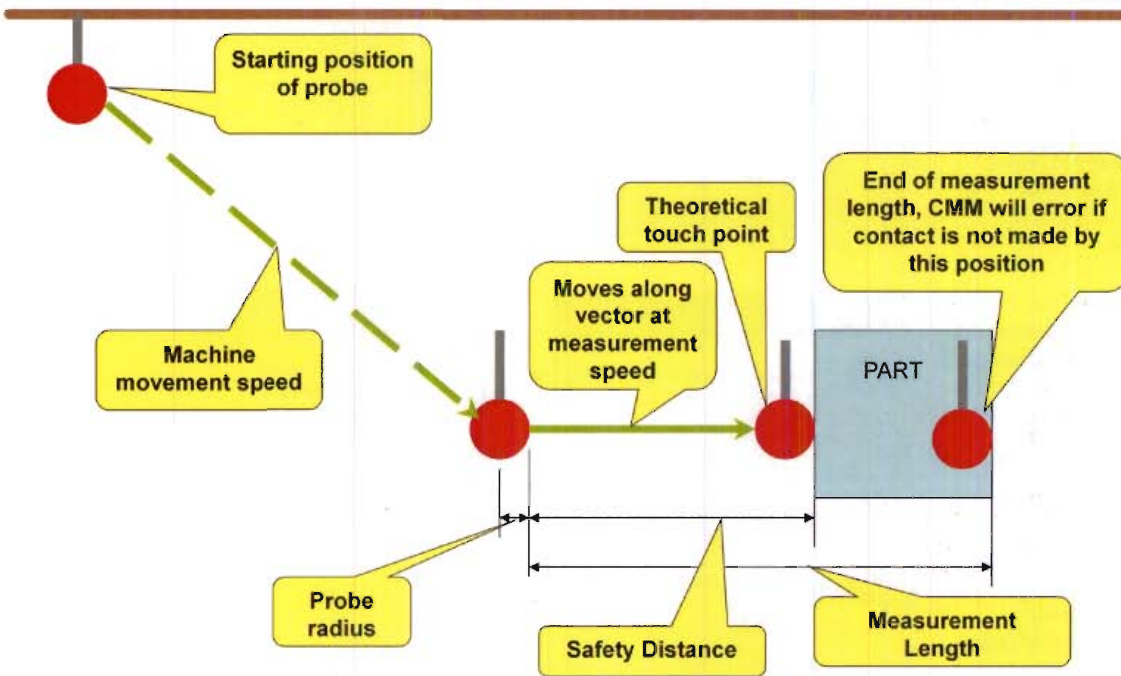 Starting position
of probe
End of measurement
length, CMM will error if
contact is not made by
this position
Theoretical
touch point
Moves along
vector at
measurement
speed
Machine
movement speed
PART
Probe
radius
Safety Distance
Measurement
Length